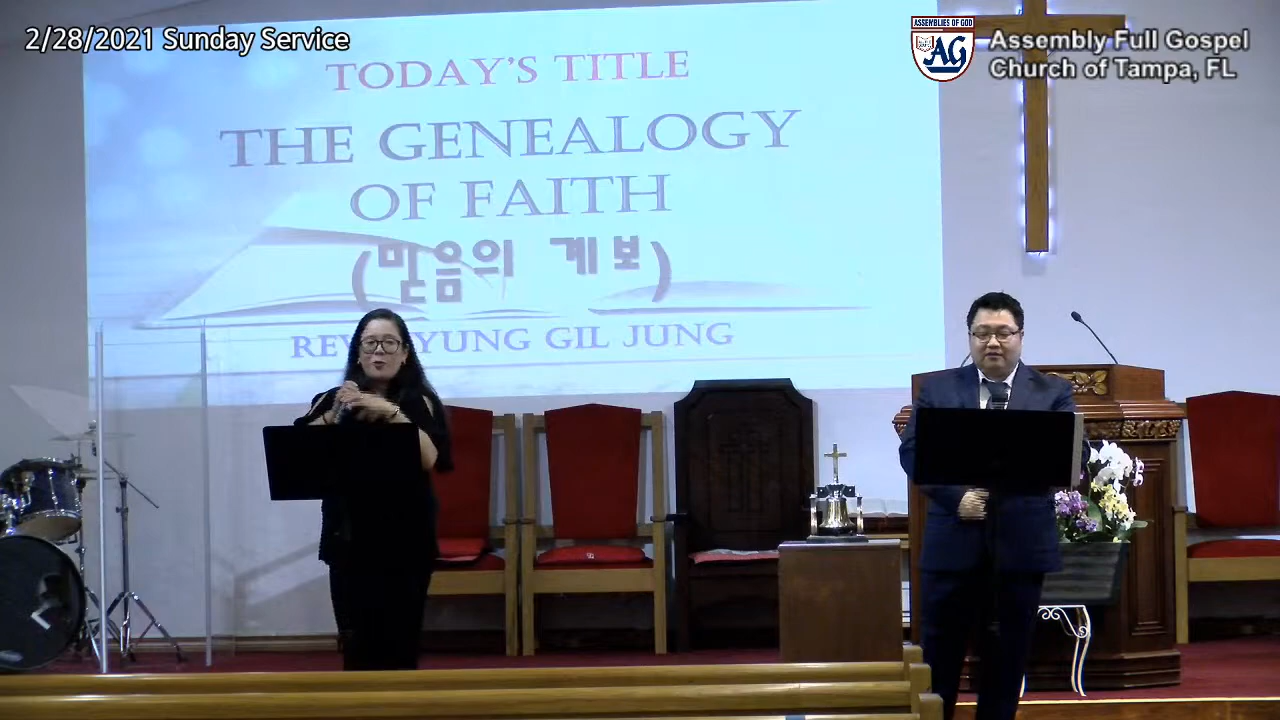 2/28/2021 Sunday Service
ASSEMBLIES OF GOD
AG
Assembly Full Gospel
Church of Tampa, FL
TODAY'S TITLE
THE GENEALOGY
OF FAITH
(믿음의 계보)
YUNG GIL JUNG